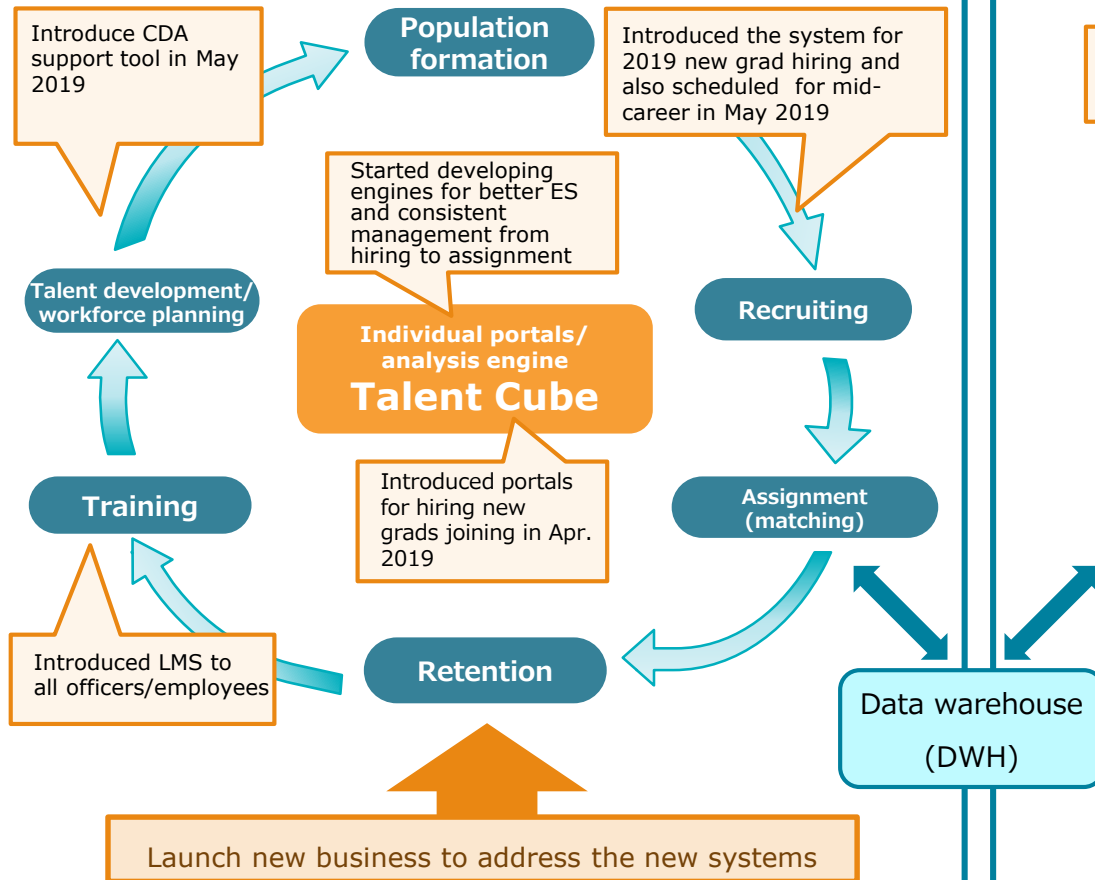 Introduce CDA
support tool in May
2019
Population
formation
Introduced the system for
2019 new grad hiring and
also scheduled for mid-
career in May 2019
Started developing
engines for better ES
and consistent
management from
hiring to assignment
Talent development/
workforce planning
Individual portals/
analysis engine
Talent Cube
Recruiting
Introduced portals
for hiring new
grads joining in Apr.
2019
Training
Assignment
(matching)
Introduced LMS to
all officers/employees
Retention
Data warehouse
(DWH)
Launch new business to address the new systems